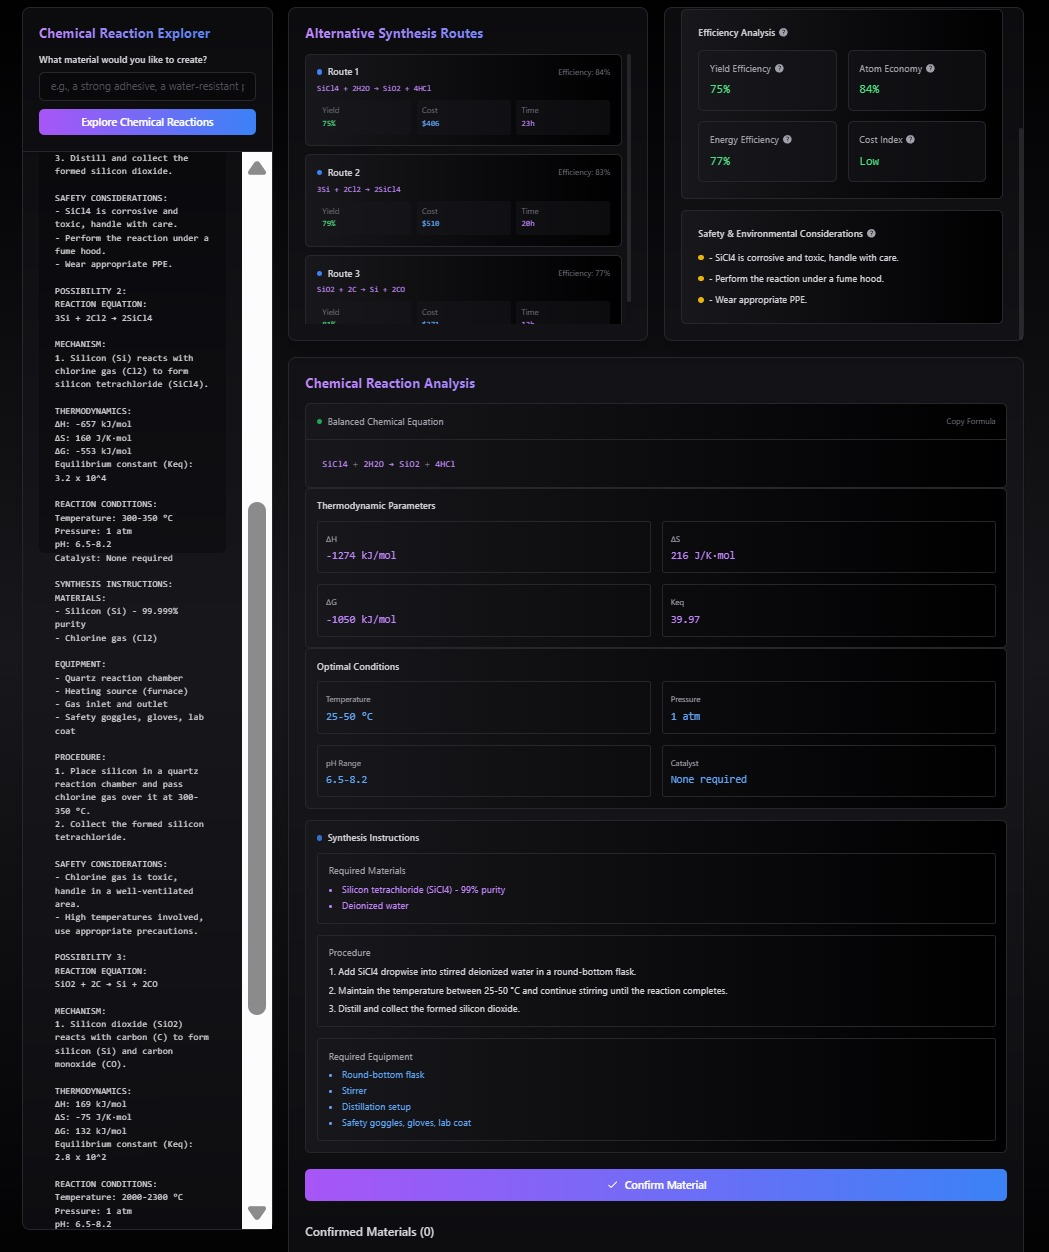 Chemical Reaction Explorer
What material would you like to create?
e.g., a strong adhesive, a water-resistant
Explore Chemical Reactions
3. Distill and collect the
formed silicon dioxide.
SAFETY CONSIDERATIONS:
- SiCl4 is corrosive and
toxic, handle with care.
- Perform the reaction under a
fume hood.
- Wear appropriate PPE.
POSSIBILITY 2:
REACTION EQUATION:
3Si + 2Cl2 → 2SiCl4
MECHANISM:
1. Silicon (Si) reacts with
chlorine gas (Cl2) to form
silicon tetrachloride (SiCl4).
THERMODYNAMICS:
ΔH: -657 kJ/mol
ΔS: 160 J/K·mol
ΔG: -553 kJ/mol
Equilibrium constant (Keq):
3.2 x 10^4
REACTION CONDITIONS:
Temperature: 300-350 °C
Pressure: 1 atm
pH: 6.5-8.2
Catalyst: None required
SYNTHESIS INSTRUCTIONS:
MATERIALS:
- Silicon (Si) - 99.999%
purity
- Chlorine gas (Cl2)
EQUIPMENT:
- Quartz reaction chamber
- Heating source (furnace)
- Gas inlet and outlet
- Safety goggles, gloves, lab
coat
PROCEDURE:
1. Place silicon in a quartz
reaction chamber and pass
chlorine gas over it at 300-
350 °C.
2. Collect the formed silicon
tetrachloride.
SAFETY CONSIDERATIONS:
- Chlorine gas is toxic,
handle in a well-ventilated
area.
- High temperatures involved,
use appropriate precautions.
POSSIBILITY 3:
REACTION EQUATION:
SiO2 + 2C → Si + 2CO
MECHANISM:
1. Silicon dioxide (SiO2)
reacts with carbon (C) to form
silicon (Si) and carbon
monoxide (CO).
THERMODYNAMICS:
ΔH: 169 kJ/mol
ΔS: -75 J/K·mol
ΔG: 132 kJ/mol
Equilibrium constant (Keq):
2.8 x 10^2
REACTION CONDITIONS:
Temperature: 2000-2300 °C
Pressure: 1 atm
pH: 6.5-8.2
Alternative Synthesis Routes
Route 1 Efficiency: 84%
SiCl4 + 2H2O → SiO2 + 4HCl
Yield Cost Time
75% $406 23h
Route 2 Efficiency: 83%
3Si + 2Cl2 → 2SiCl4
Yield Cost Time
79% $510 20h
Route 3 Efficiency: 77%
SiO2 + 2C → Si + 2CO
Yield Cost Time
Efficiency Analysis ?
Yield Efficiency ? Atom Economy ?
75% 84%
Energy Efficiency ? Cost Index ?
77% Low
Safety & Environmental Considerations ?
- SiCl4 is corrosive and toxic, handle with care.
- Perform the reaction under a fume hood.
- Wear appropriate PPE.
Chemical Reaction Analysis
Balanced Chemical Equation Copy Formula
SiCl4 + 2H2O → SiO2 + 4HCl
Thermodynamic Parameters
ΔH ΔS
-1274 kJ/mol 216 J/K·mol
ΔG Keq
-1050 kJ/mol 39.97
Optimal Conditions
Temperature Pressure
25-50 °C 1 atm
pH Range Catalyst
6.5-8.2 None required
Synthesis Instructions
Required Materials
• Silicon tetrachloride (SiCl4) - 99% purity
• Deionized water
Procedure
1. Add SiCl4 dropwise into stirred deionized water in a round-bottom flask.
2. Maintain the temperature between 25-50 °C and continue stirring until the reaction completes.
3. Distill and collect the formed silicon dioxide.
Required Equipment
• Round-bottom flask
• Stirrer
• Distillation setup
• Safety goggles, gloves, lab coat
✓ Confirm Material
Confirmed Materials (0)